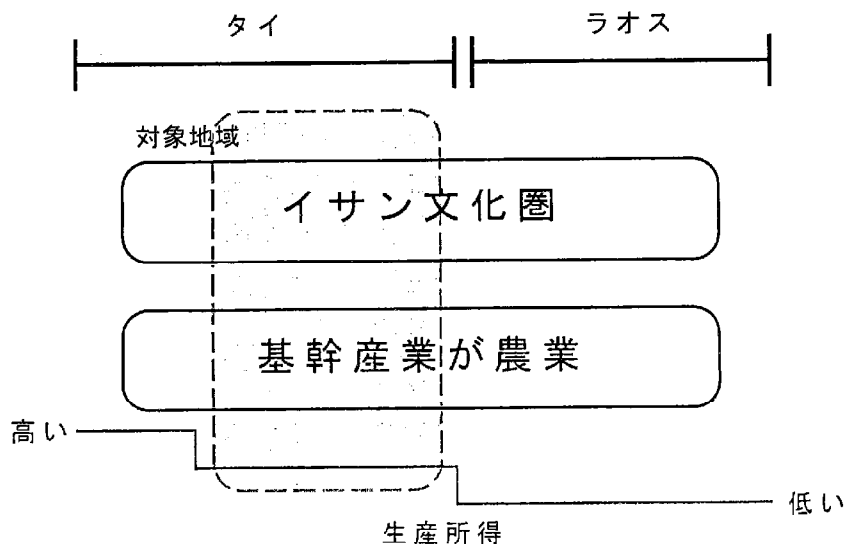 タイ
ラオス
対象地域
イサン文化圏
基幹産業が農業
高い
低い
生産所得